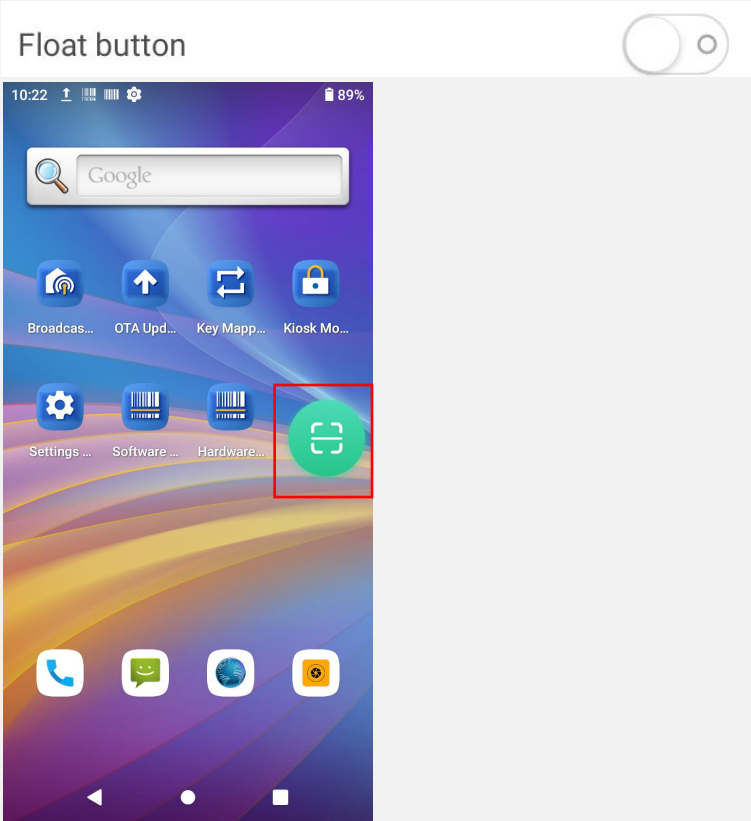 Float button
10:22 89%
Google
Broadcas... OTA Upd... Key Mapp... Kiosk Mo...
Settings ... Software ... Hardware...